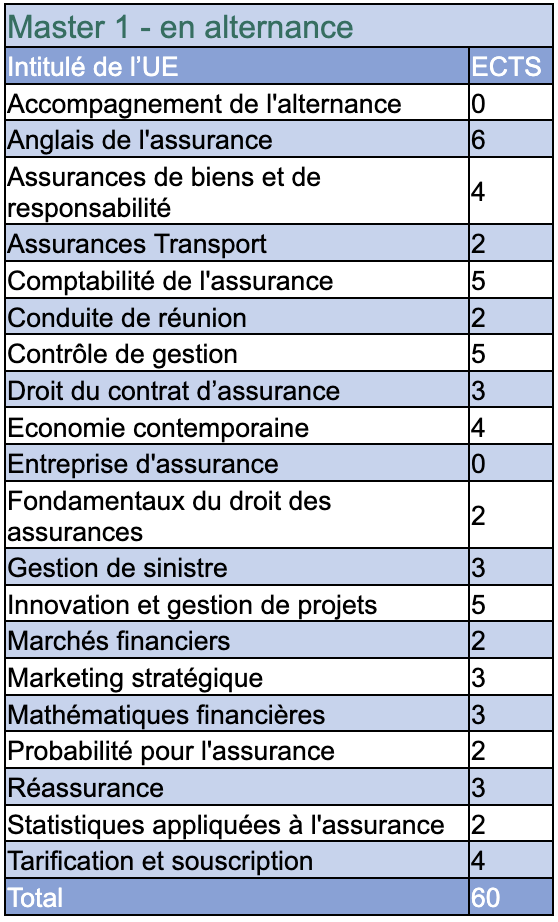 Master 1 - en alternance
Intitulé de l’UE ECTS
Accompagnement de l'alternance 0
Anglais de l'assurance 6
Assurances de biens et de
responsabilité 4
Assurances Transport 2
Comptabilité de l'assurance 5
Conduite de réunion 2
Contrôle de gestion 5
Droit du contrat d’assurance 3
Economie contemporaine 4
Entreprise d'assurance 0
Fondamentaux du droit des
assurances 2
Gestion de sinistre 3
Innovation et gestion de projets 5
Marchés financiers 2
Marketing stratégique 3
Mathématiques financières 3
Probabilité pour l'assurance 2
Réassurance 3
Statistiques appliquées à l'assurance 2
Tarification et souscription 4
Total 60